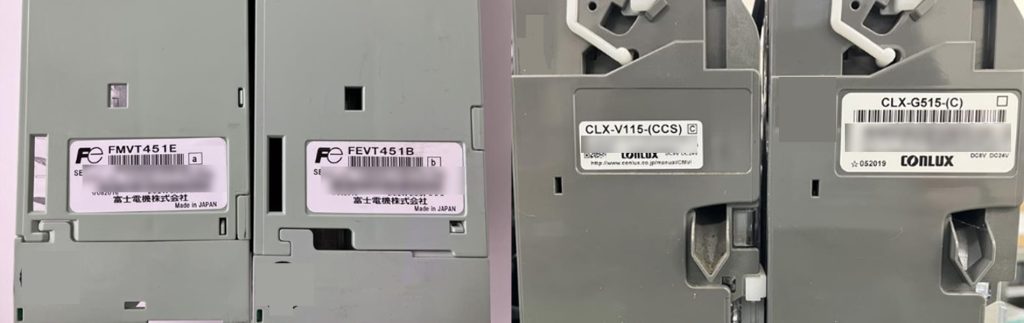 FMVT451E
Fe
a
富士電機株式会社
Made in JAPAN
FEVT451B
Fe
b
富士電機株式会社
Made in JAPAN
CLX-V115-(CCS) C
CONLUX
http://www.conlux.co.jp/manual/CMV/
CLX-G515-(C)
☆052019 CONLUX DC8V DC24V